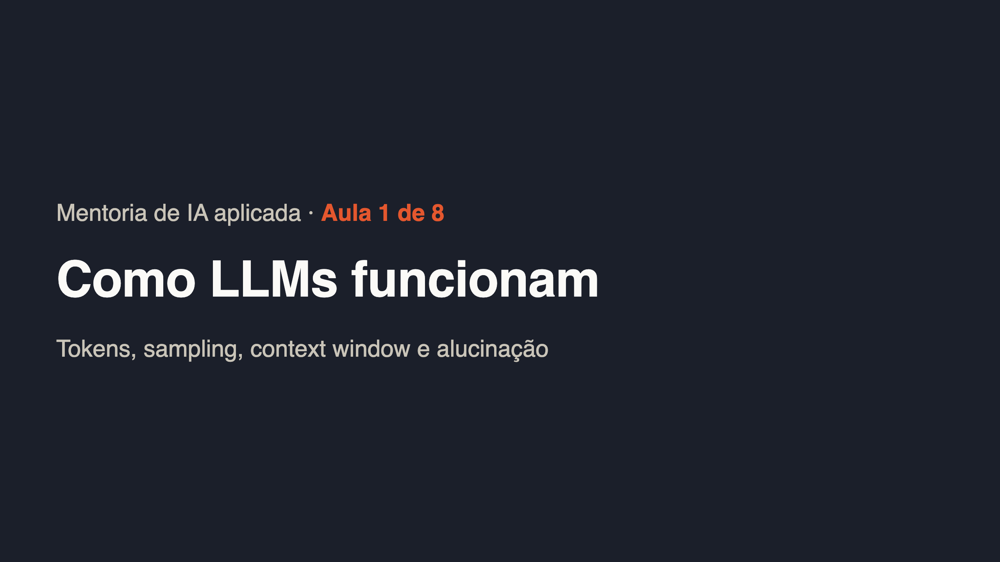 Mentoria de IA aplicada · Aula 1 de 8
Como LLMs funcionam
Tokens, sampling, context window e alucinação